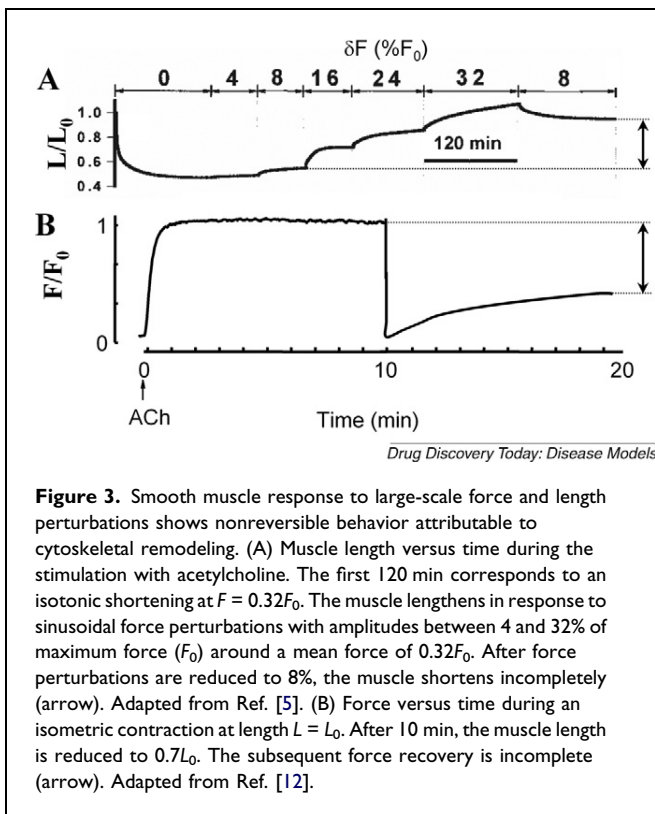 δF (%F0)
A 0 4 8 16 24 32 8
L/L0
1.0
0.8
0.6
0.4
120 min
B
F/F0
1
0
0 10 20
ACh
Time (min)
Drug Discovery Today: Disease Models
Figure 3. Smooth muscle response to large-scale force and length
perturbations shows nonreversible behavior attributable to
cytoskeletal remodeling. (A) Muscle length versus time during the
stimulation with acetylcholine. The first 120 min corresponds to an
isotonic shortening at F = 0.32F0. The muscle lengthens in response to
sinusoidal force perturbations with amplitudes between 4 and 32% of
maximum force (F0) around a mean force of 0.32F0. After force
perturbations are reduced to 8%, the muscle shortens incompletely
(arrow). Adapted from Ref. [5]. (B) Force versus time during an
isometric contraction at length L = L0. After 10 min, the muscle length
is reduced to 0.7L0. The subsequent force recovery is incomplete
(arrow). Adapted from Ref. [12].